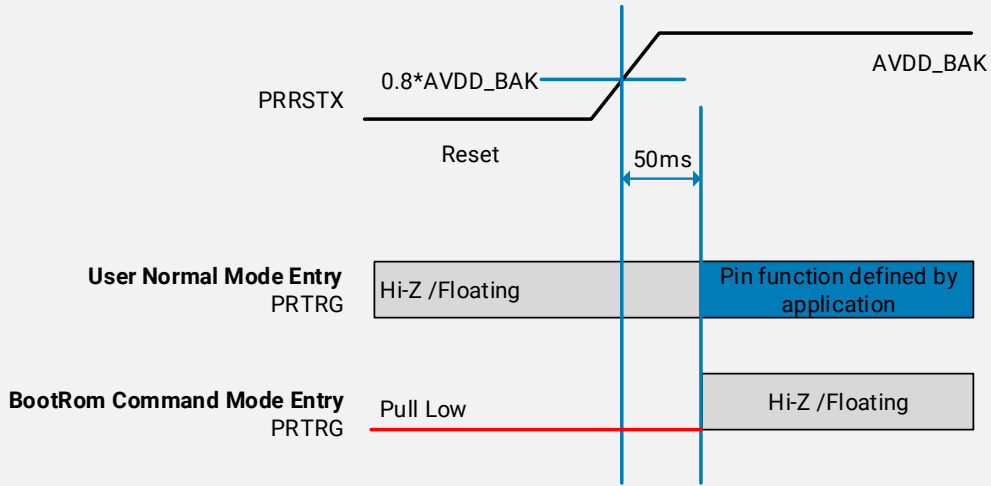 AVDD_BAK
0.8*AVDD_BAK
PRRSTX
Reset
50ms
User Normal Mode Entry
PRTRG
Hi-Z /Floating
Pin function defined by
application
BootRom Command Mode Entry
PRTRG
Pull Low
Hi-Z /Floating